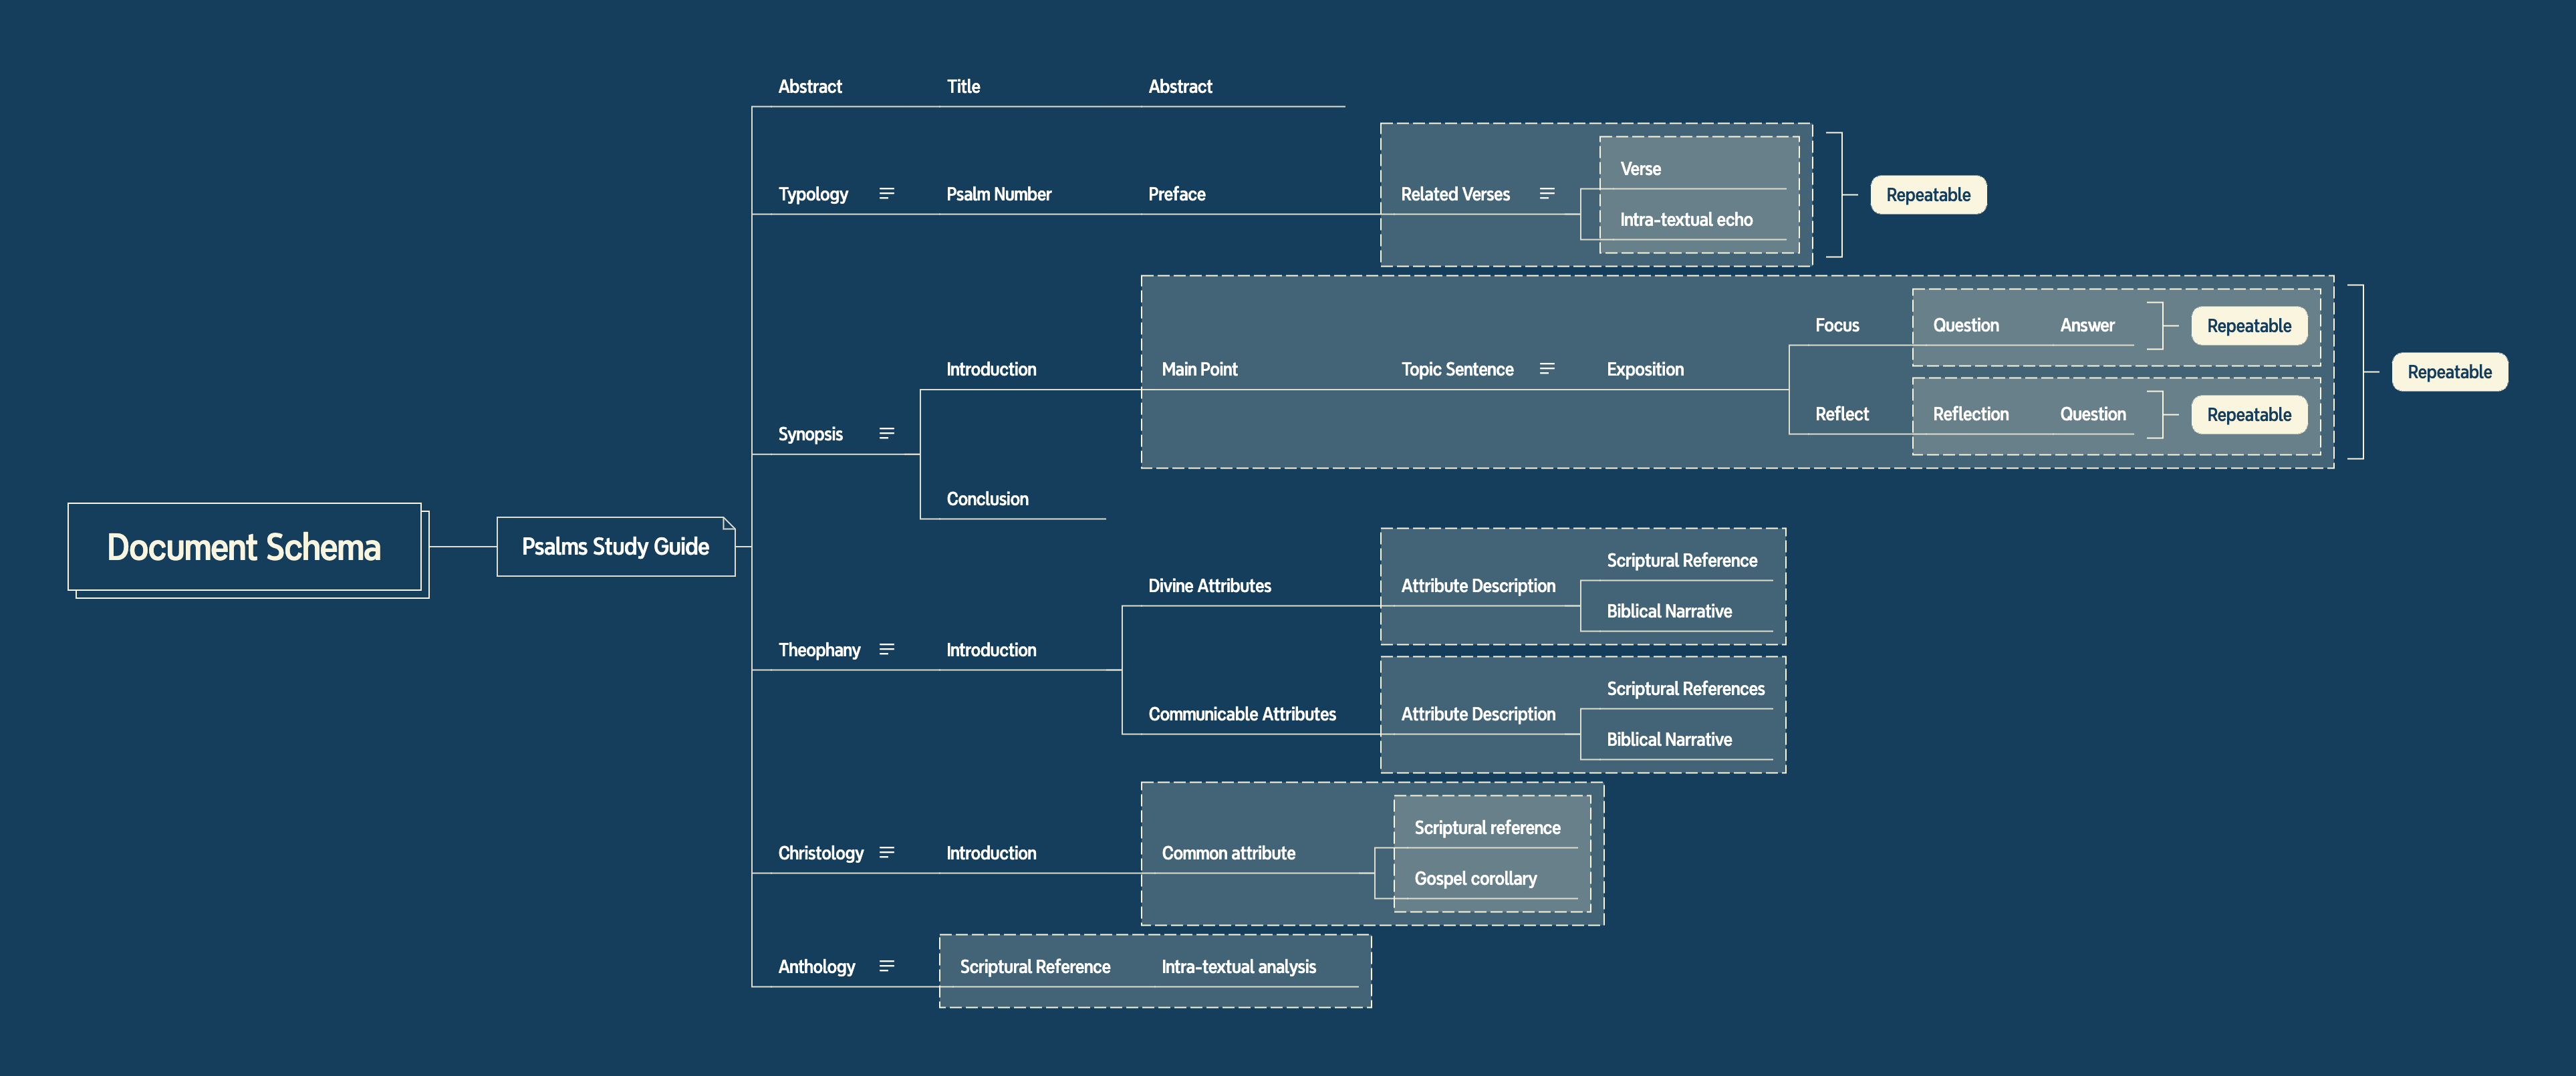 Document Schema
Psalms Study Guide
Abstract
Title
Abstract
Typology
Psalm Number
Preface
Related Verses
Verse
Intra-textual echo
Repeatable
Synopsis
Introduction
Main Point
Topic Sentence
Exposition
Focus
Question
Answer
Repeatable
Reflect
Reflection
Question
Repeatable
Repeatable
Conclusion
Theophany
Introduction
Divine Attributes
Attribute Description
Scriptural Reference
Biblical Narrative
Communicable Attributes
Attribute Description
Scriptural References
Biblical Narrative
Christology
Introduction
Common attribute
Scriptural reference
Gospel corollary
Anthology
Scriptural Reference
Intra-textual analysis